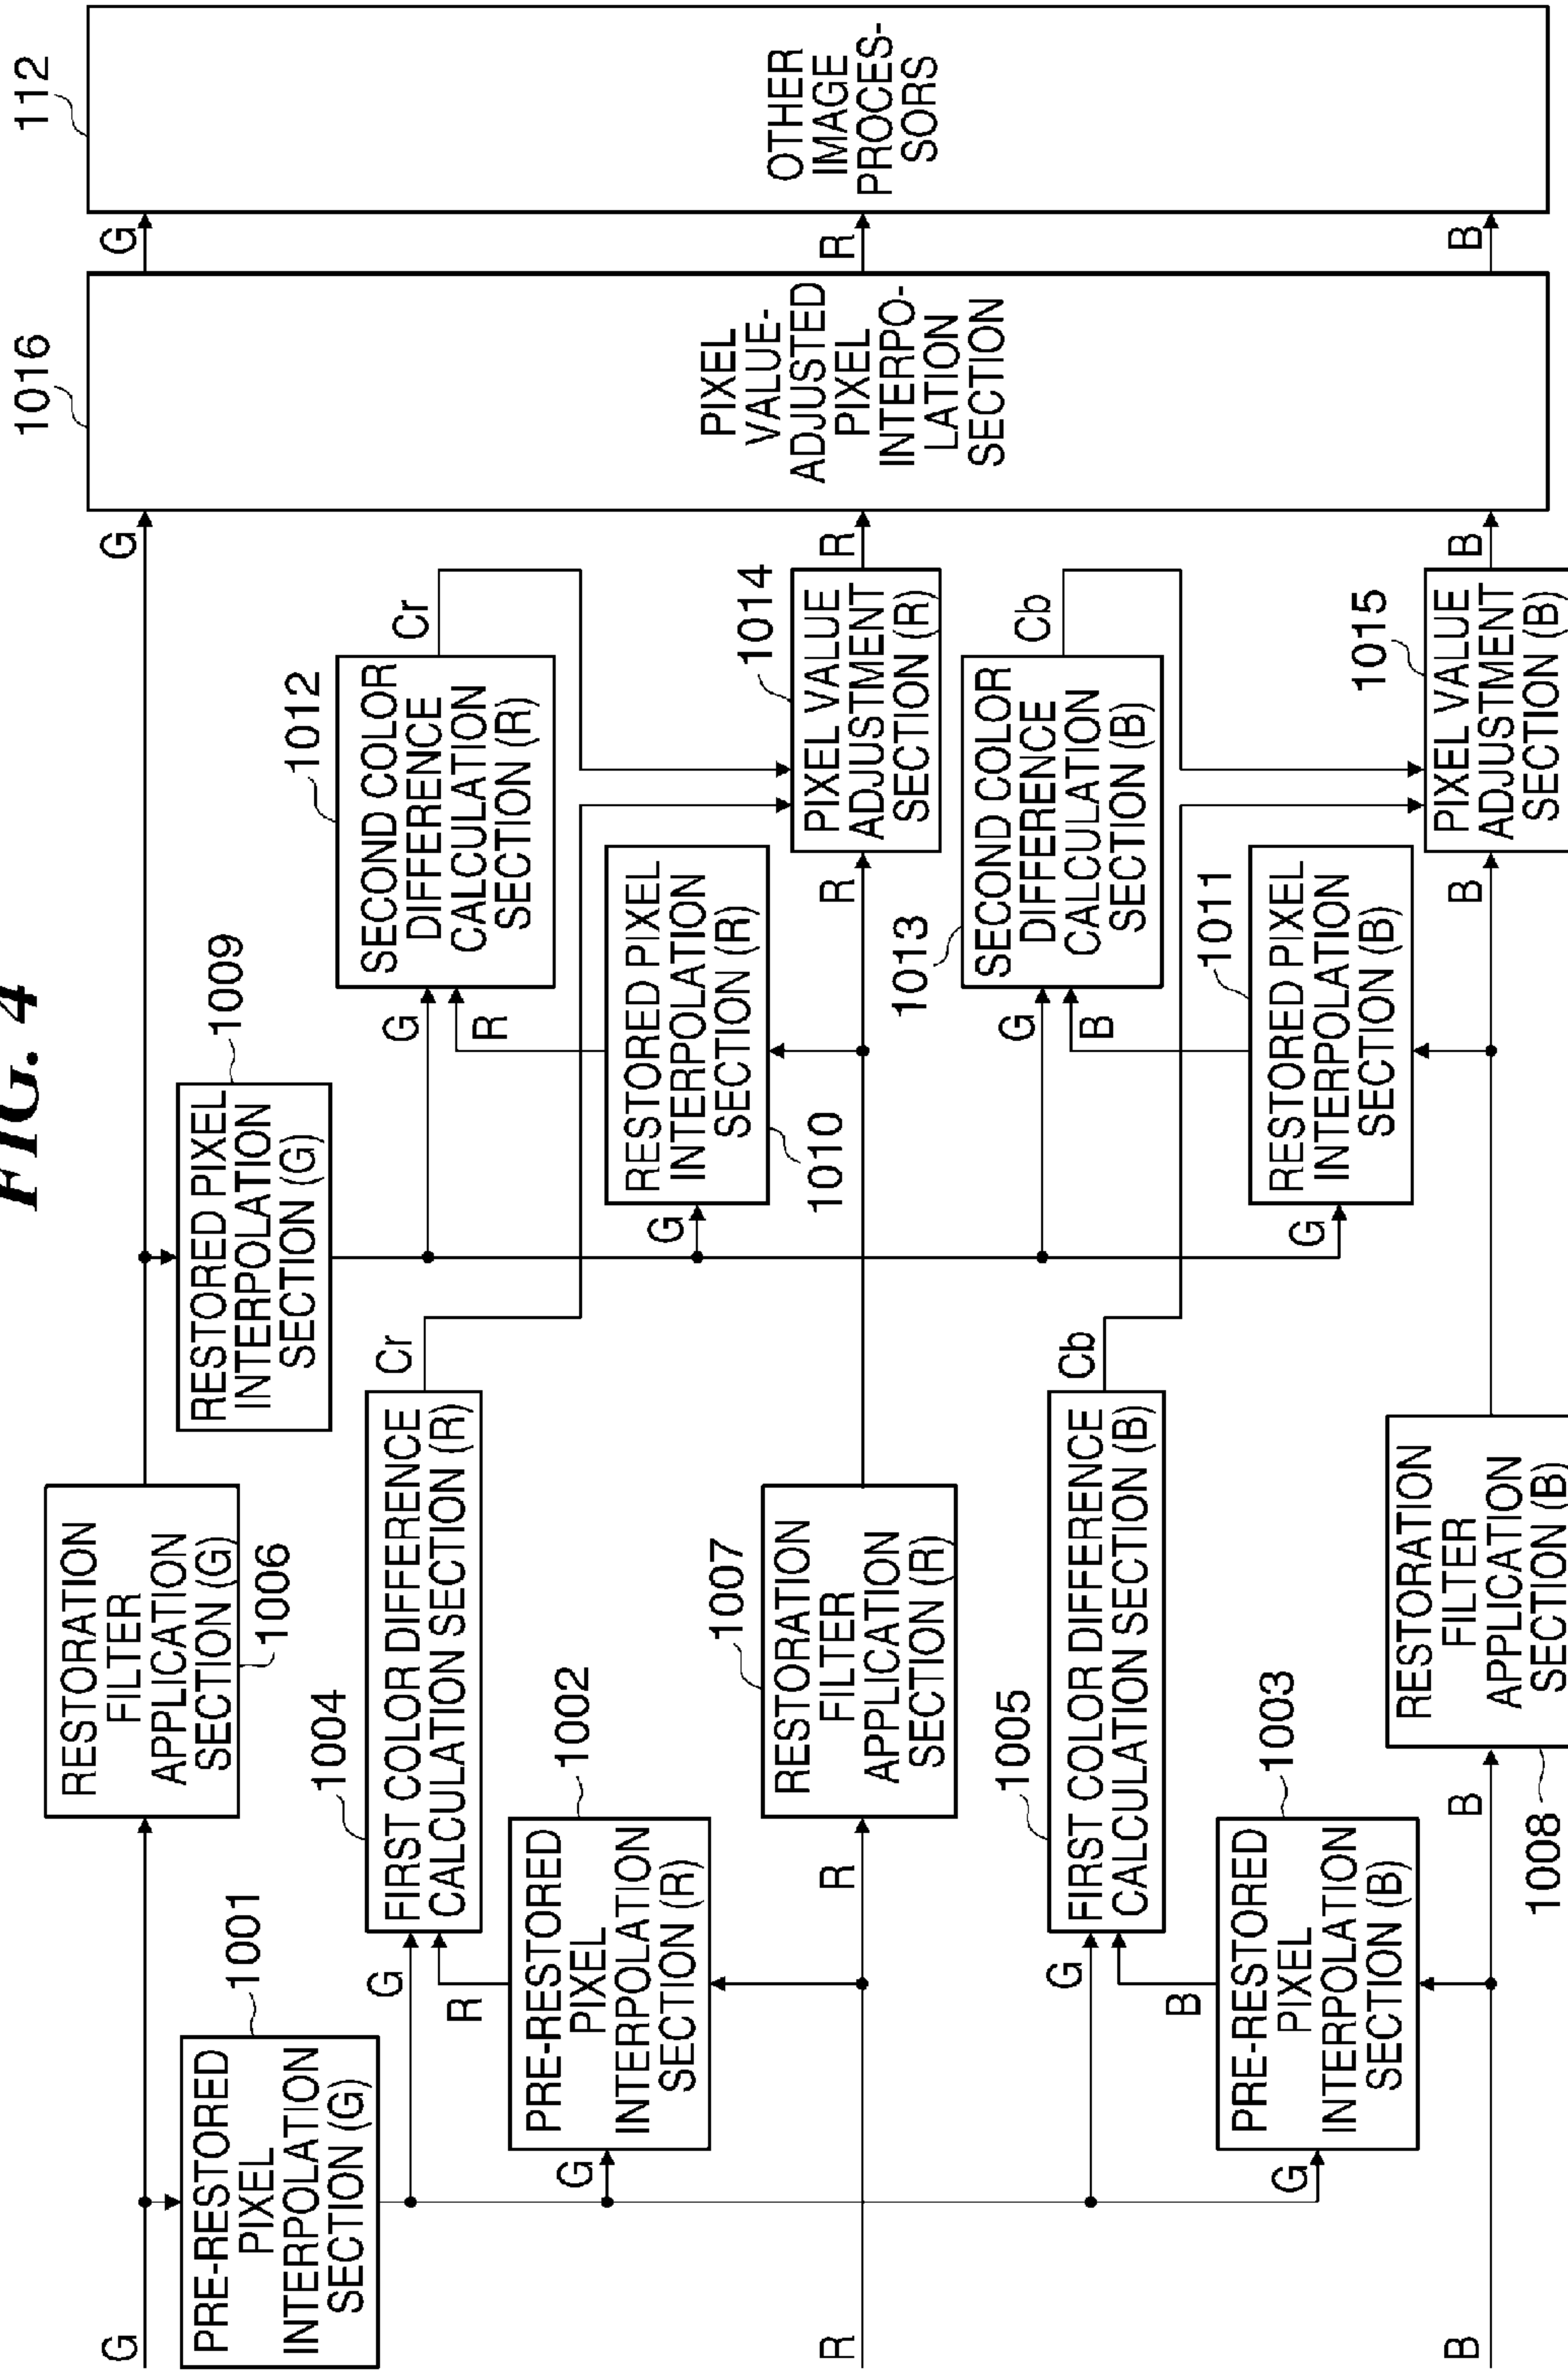 FIG. 4
G
PRE-RESTORED
PIXEL
INTERPOLATION
SECTION (G)
1001
RESTORATION
FILTER
APPLICATION
SECTION (G)
1006
RESTORED PIXEL
INTERPOLATION
SECTION (G)
1009
G
1016
PIXEL
VALUE-
ADJUSTED
PIXEL
INTERPO-
LATION
SECTION
G
R
B
112
OTHER
IMAGE
PROCES-
SORS
G
R
1004
FIRST COLOR DIFFERENCE
CALCULATION SECTION (R)
Cr
G
R
1012
SECOND COLOR
DIFFERENCE
CALCULATION
SECTION (R)
Cr
G
PRE-RESTORED
PIXEL
INTERPOLATION
SECTION (R)
1002
G
RESTORED PIXEL
INTERPOLATION
SECTION (R)
1010
R
R
1007
RESTORATION
FILTER
APPLICATION
SECTION (R)
R
1014
PIXEL VALUE
ADJUSTMENT
SECTION (R)
R
G
B
1005
FIRST COLOR DIFFERENCE
CALCULATION SECTION (B)
Cb
G
B
1013
SECOND COLOR
DIFFERENCE
CALCULATION
SECTION (B)
Cb
G
PRE-RESTORED
PIXEL
INTERPOLATION
SECTION (B)
1003
G
RESTORED PIXEL
INTERPOLATION
SECTION (B)
1011
B
B
1008
RESTORATION
FILTER
APPLICATION
SECTION (B)
B
1015
PIXEL VALUE
ADJUSTMENT
SECTION (B)
B